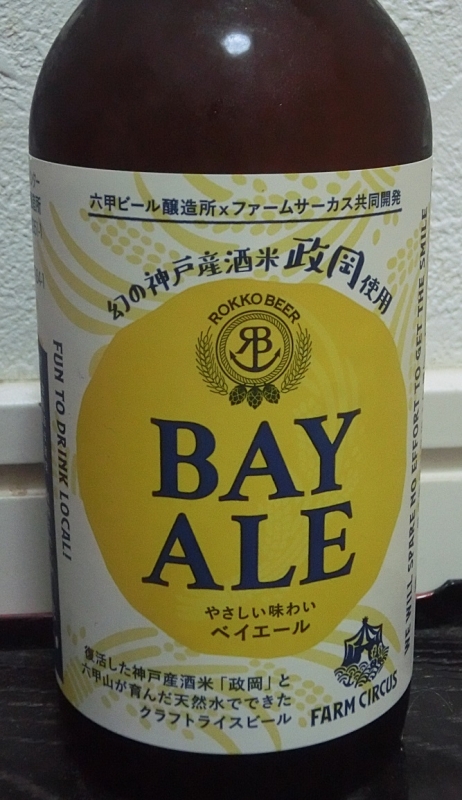 六甲ビール醸造所×ファームサーカス共同開発
幻の神戸産酒米 政岡 使用
ROKKO BEER
RB
BAY
ALE
やさしい味わい
ベイエール
復活した神戸産酒米「政岡」と
六甲山が育んだ天然水でできた
クラフトライスビール
FARM CIRCUS
FUN TO DRINK LOCAL!
WE WILL SPARE NO EFFORT TO GET THE SMILE